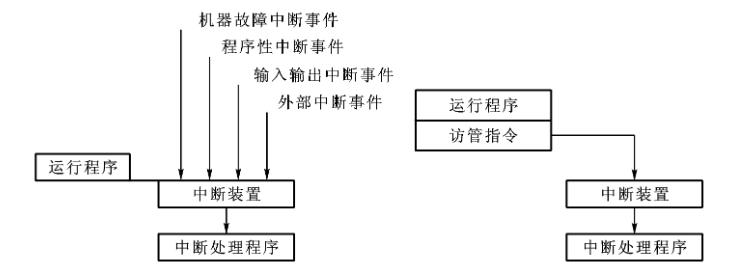 机器故障中断事件
程序性中断事件
输入输出中断事件
外部中断事件
运行程序
中断装置
中断处理程序
运行程序
访管指令
中断装置
中断处理程序